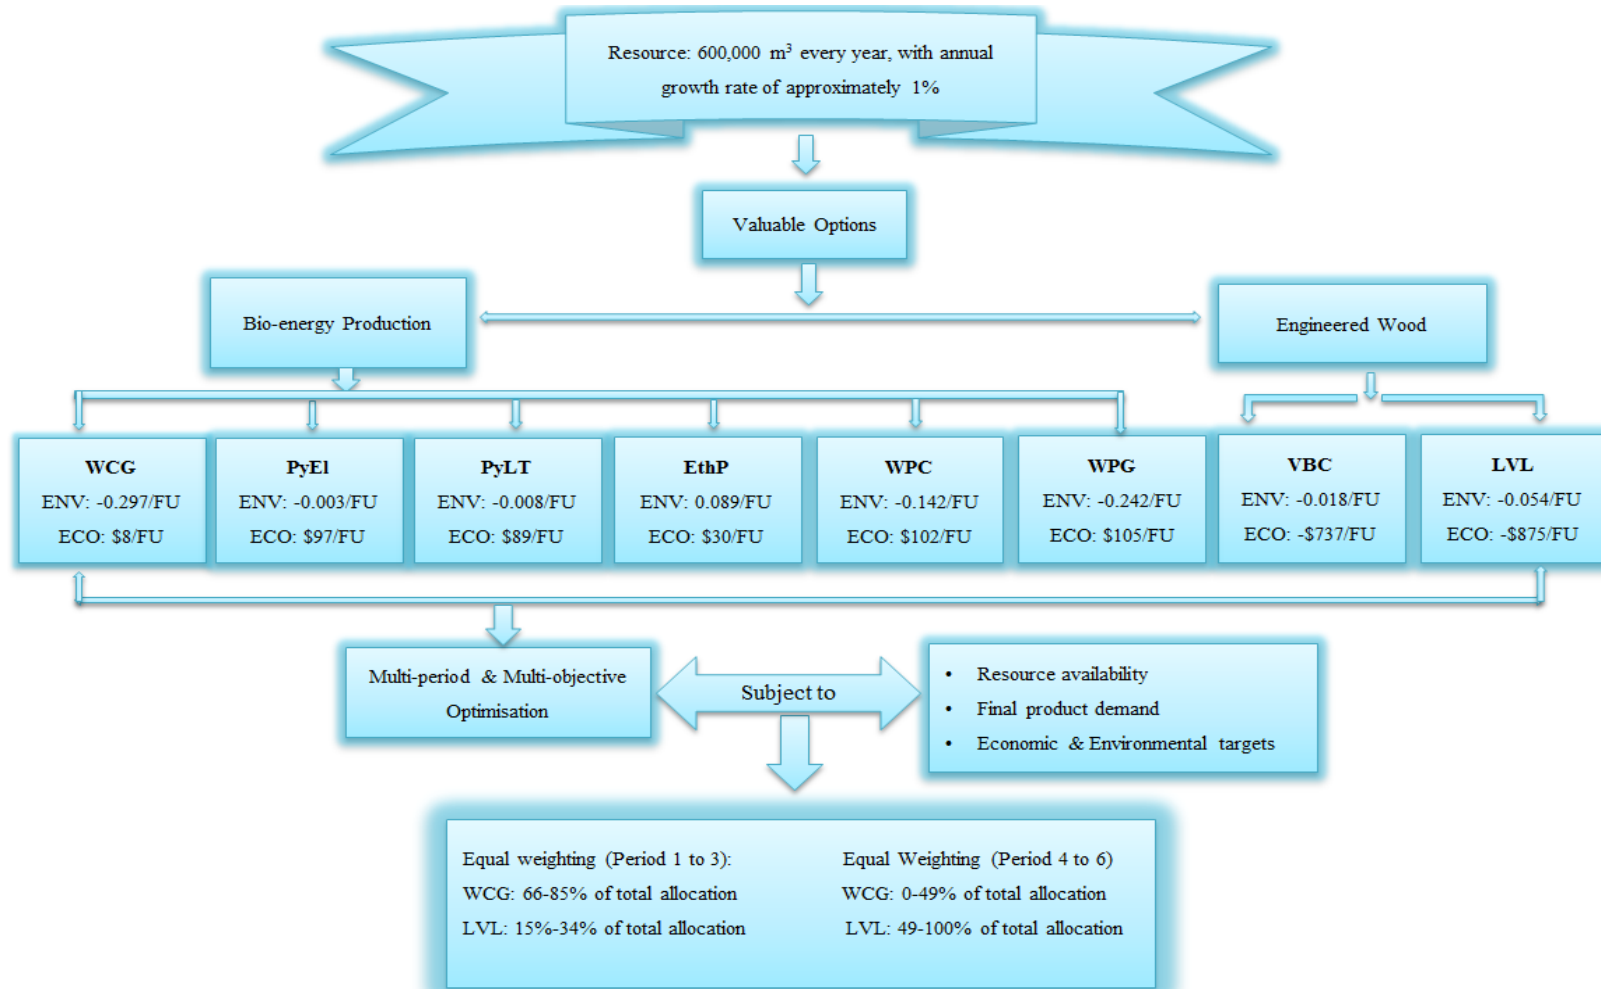 Resource: 600,000 m³ every year, with annual
growth rate of approximately 1%
Valuable Options
Bio-energy Production
Engineered Wood
WCG
ENV: -0.297/FU
ECO: $8/FU
PyEl
ENV: -0.003/FU
ECO: $97/FU
PyLT
ENV: -0.008/FU
ECO: $89/FU
EthP
ENV: 0.089/FU
ECO: $30/FU
WPC
ENV: -0.142/FU
ECO: $102/FU
WPG
ENV: -0.242/FU
ECO: $105/FU
VBC
ENV: -0.018/FU
ECO: -$737/FU
LVL
ENV: -0.054/FU
ECO: -$875/FU
Multi-period & Multi-objective
Optimisation
Subject to
• Resource availability
• Final product demand
• Economic & Environmental targets
Equal weighting (Period 1 to 3):
WCG: 66-85% of total allocation
LVL: 15%-34% of total allocation
Equal Weighting (Period 4 to 6)
WCG: 0-49% of total allocation
LVL: 49-100% of total allocation